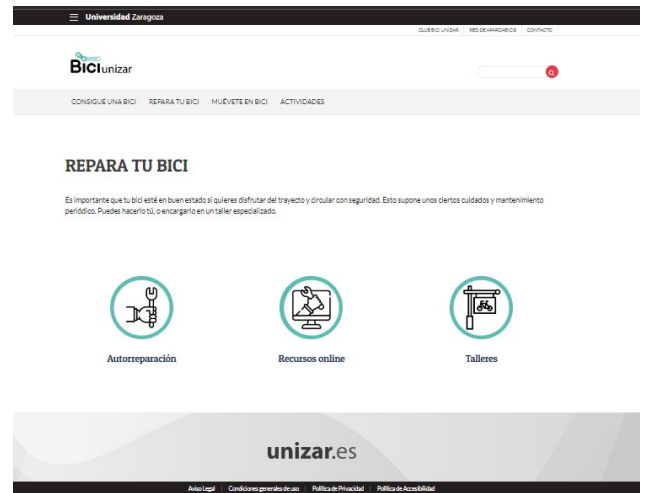 Universidad Zaragoza
CLUB BICI UNIZAR RED DE APARCABICIS CONTACTO
Bici unizar
CONSIGUE UNA BICI REPARA TU BICI MUÉVETE EN BICI ACTIVIDADES
REPARA TU BICI
Es importante que tu bici esté en buen estado si quieres disfrutar del trayecto y circular con seguridad. Esto supone unos ciertos cuidados y mantenimiento
periódico. Puedes hacerlo tú, o encargarlo en un taller especializado.
Autorreparación Recursos online Talleres
unizar.es
Aviso Legal | Condiciones generales de uso | Política de Privacidad | Política de Accesibilidad